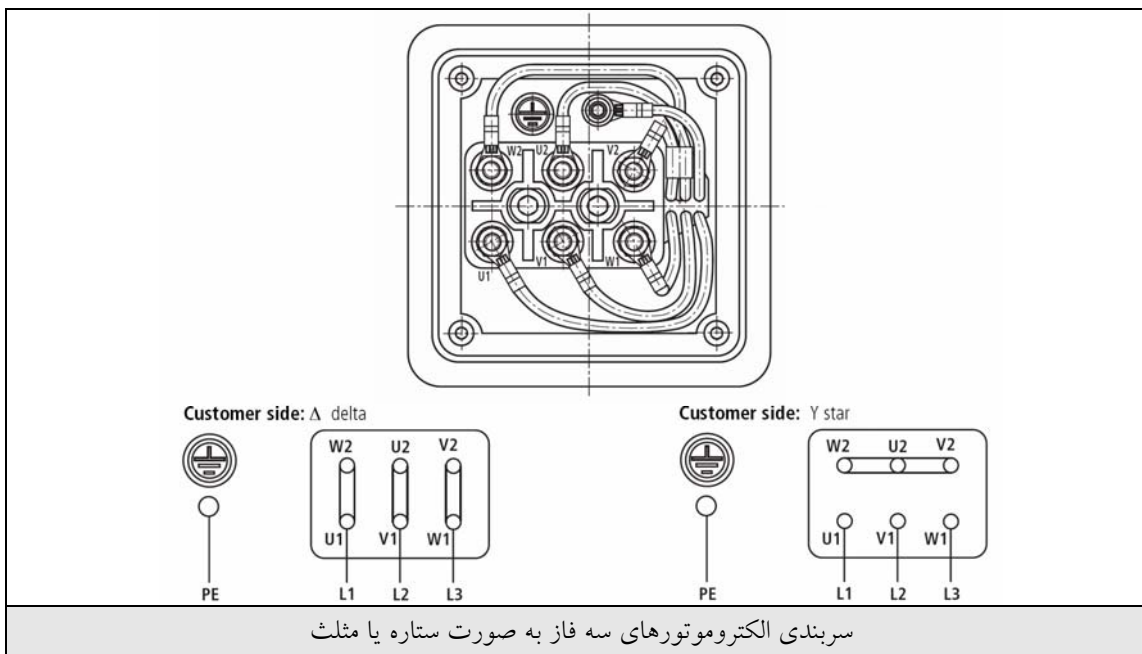 W2 U2 V2
U1 V1 W1
Customer side: Δ delta
W2 U2 V2
U1 V1 W1
PE L1 L2 L3
Customer side: Y star
W2 U2 V2
U1 V1 W1
PE L1 L2 L3
سربندی الکتروموتورهای سه فاز به صورت ستاره یا مثلث